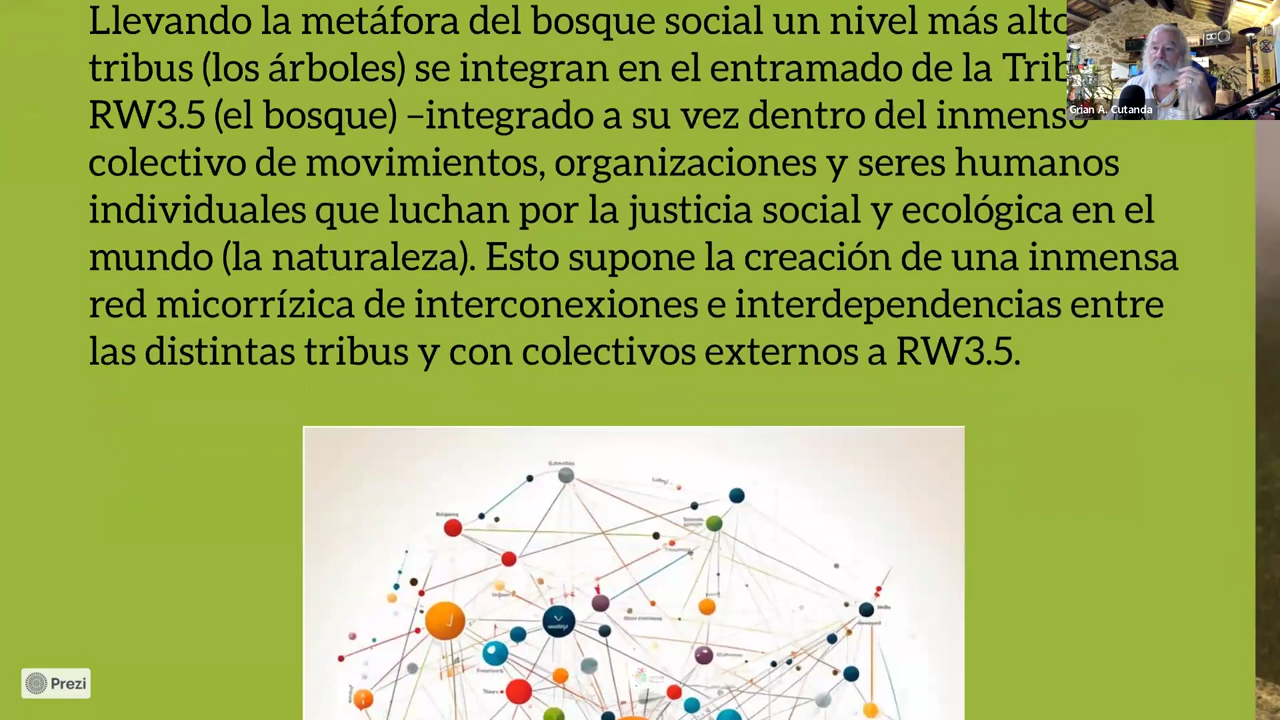 Llevando la metáfora del bosque social un nivel más alto
tribus (los árboles) se integran en el entramado de la Trib
RW3.5 (el bosque) –integrado a su vez dentro del inmenso
colectivo de movimientos, organizaciones y seres humanos
individuales que luchan por la justicia social y ecológica en el
mundo (la naturaleza). Esto supone la creación de una inmensa
red micorrízica de interconexiones e interdependencias entre
las distintas tribus y con colectivos externos a RW3.5.
Grian A. Cutanda
Prezi